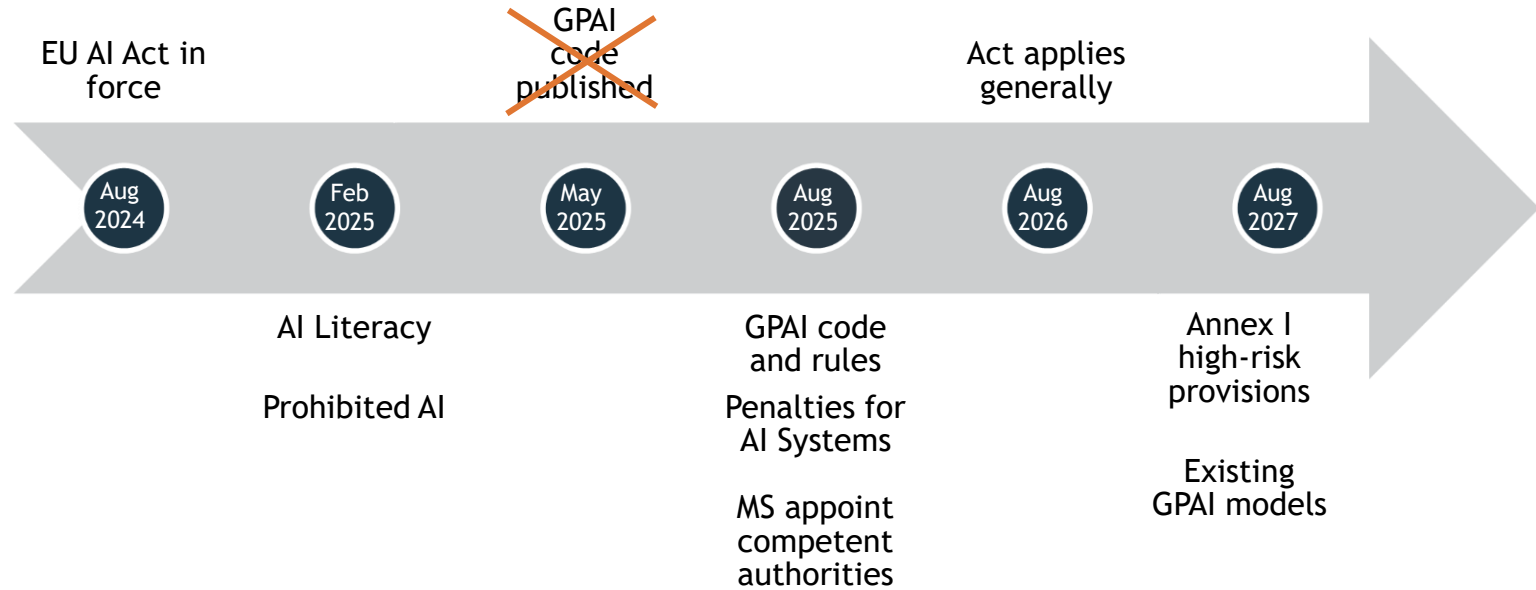 EU AI Act in
force
GPAI
code
published
Act applies
generally
Aug
2024
Feb
2025
May
2025
Aug
2025
Aug
2026
Aug
2027
AI Literacy
Prohibited AI
GPAI code
and rules
Penalties for
AI Systems
MS appoint
competent
authorities
Annex I
high-risk
provisions
Existing
GPAI models